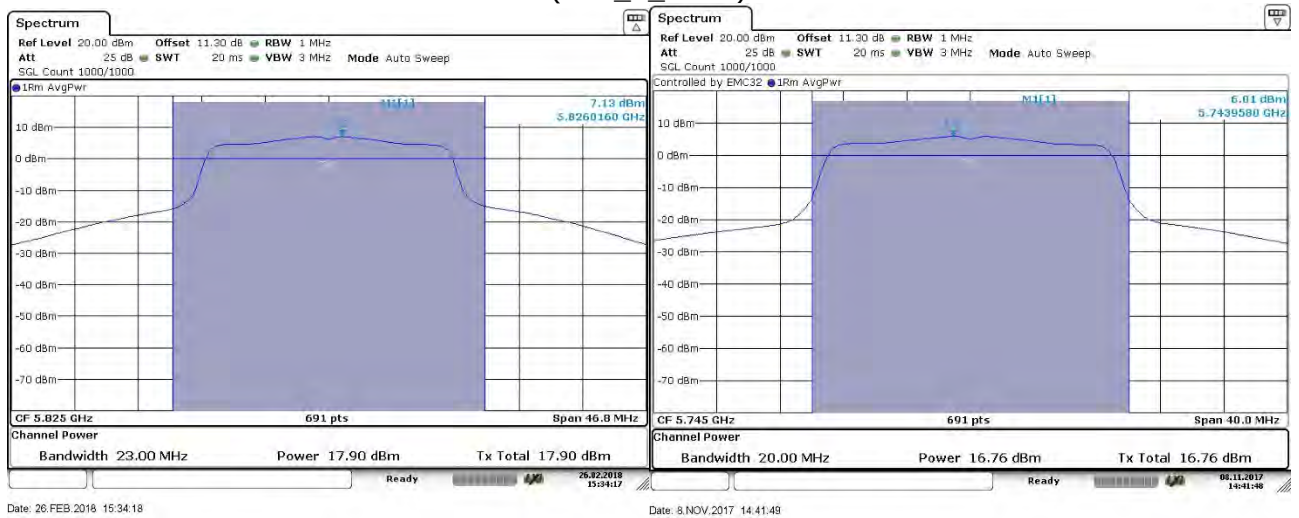 Spectrum
Ref Level 20.00 dBm Offset 11.30 dB RBW 1 MHz
Att 25 dB SWT 20 ms VBW 3 MHz Mode Auto Sweep
SGL Count 1000/1000
1Rm AvgPwr
M1[1] 7.13 dBm
5.8260160 GHz
10 dBm
0 dBm
-10 dBm
-20 dBm
-30 dBm
-40 dBm
-50 dBm
-60 dBm
-70 dBm
CF 5.825 GHz 691 pts Span 46.8 MHz
Channel Power
Bandwidth 23.00 MHz Power 17.90 dBm Tx Total 17.90 dBm
Ready 26.02.2018
15:34:17
Date: 26.FEB.2018 15:34:18
Spectrum
Ref Level 20.00 dBm Offset 11.30 dB RBW 1 MHz
Att 25 dB SWT 20 ms VBW 3 MHz Mode Auto Sweep
SGL Count 1000/1000
Controlled by EMC32 1Rm AvgPwr
M1[1] 6.01 dBm
5.7439580 GHz
10 dBm
0 dBm
-10 dBm
-20 dBm
-30 dBm
-40 dBm
-50 dBm
-60 dBm
-70 dBm
CF 5.745 GHz 691 pts Span 40.0 MHz
Channel Power
Bandwidth 20.00 MHz Power 16.76 dBm Tx Total 16.76 dBm
Ready 08.11.2017
14:41:48
Date: 8.NOV.2017 14:41:49